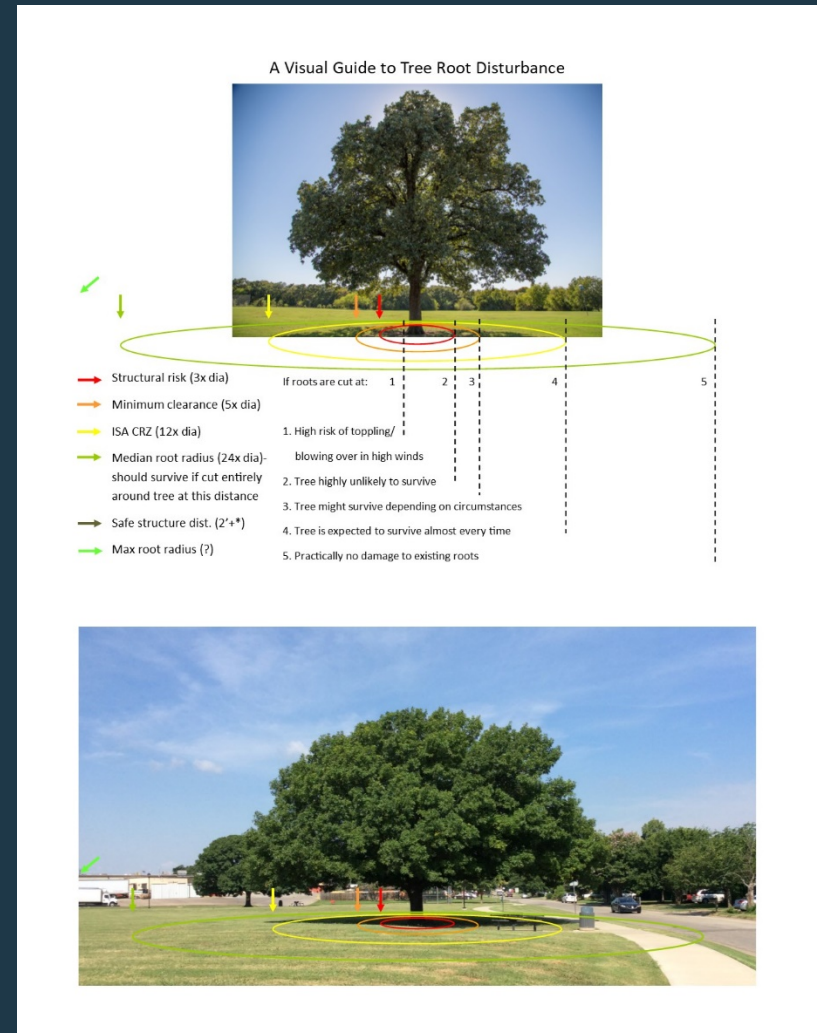 A Visual Guide to Tree Root Disturbance
Structural risk (3x dia)
Minimum clearance (5x dia)
ISA CRZ (12x dia)
Median root radius (24x dia)-
should survive if cut entirely
around tree at this distance
Safe structure dist. (2'+*)
Max root radius (?)
If roots are cut at: 1 2 3 4 5
1. High risk of toppling/
blowing over in high winds
2. Tree highly unlikely to survive
3. Tree might survive depending on circumstances
4. Tree is expected to survive almost every time
5. Practically no damage to existing roots